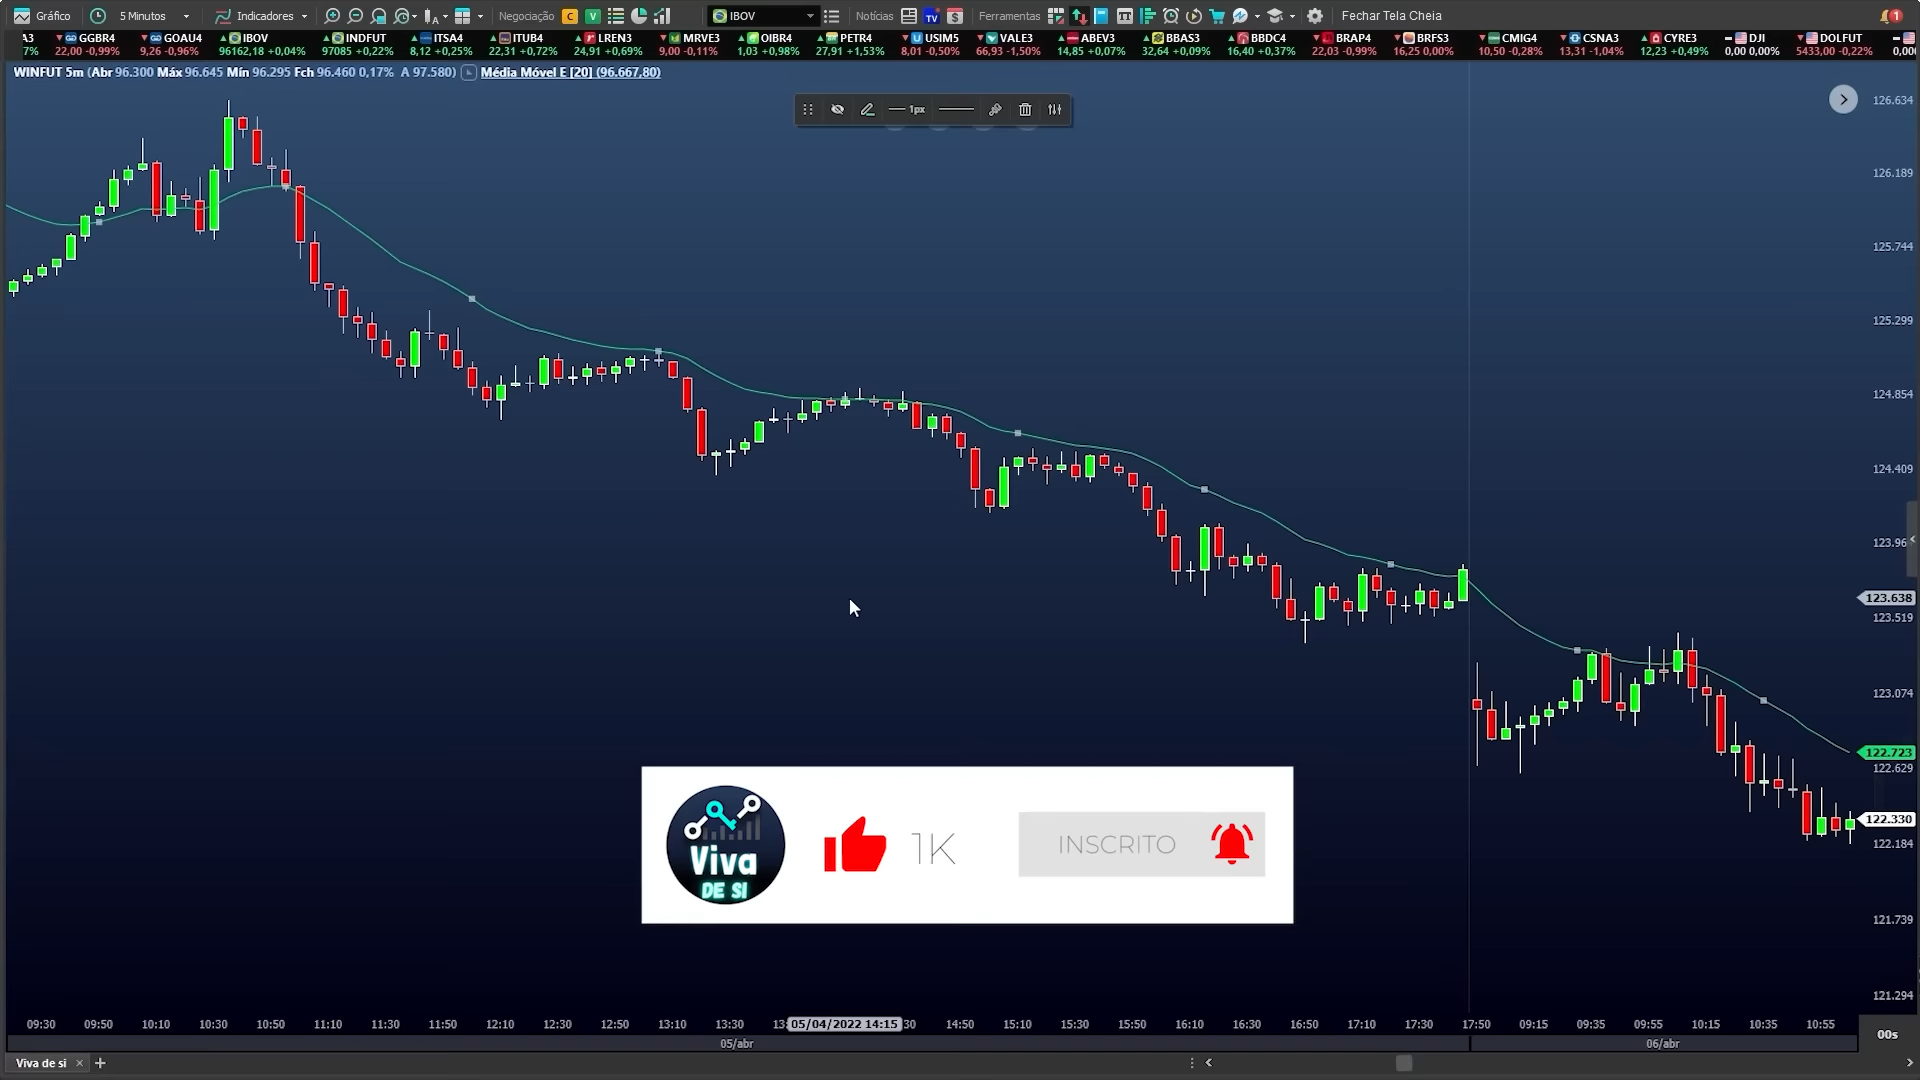 Gráfico 5 Minutos Indicadores Negociação C V IBOV Notícias TV $ Ferramentas Fechar Tela Cheia 1
A3 GGBR4 GOAU4 IBOV INDFUT ITSA4 ITUB4 LREN3 MRVE3 OIBR4 PETR4 USIM5 VALE3 ABEV3 BBAS3 BBDC4 BRAP4 BRFS3 CMIG4 CSNA3 CYRE3 DJI DOLFUT
7% 22,00 -0,99% 9,26 -0,96% 96162,18 +0,04% 97085 +0,22% 8,12 +0,25% 22,31 +0,72% 24,91 +0,69% 9,00 -0,11% 1,03 +0,98% 27,91 +1,53% 8,01 -0,50% 66,93 -1,50% 14,85 +0,07% 32,64 +0,09% 16,40 +0,37% 22,03 -0,99% 16,25 0,00% 10,50 -0,28% 13,31 -1,04% 12,23 +0,49% 0,00 0,00% 5433,00 -0,22% 0,00
WINFUT 5m (Abr 96.300 Máx 96.645 Mín 96.295 Fch 96.460 0,17% A 97.580) Média Móvel E [20] (96.667,80)
1px
126.634
126.189
125.744
125.299
124.854
124.409
123.96
123.638
123.519
123.074
122.723
122.629
122.330
122.184
121.739
121.294
Viva
DE SI
1K
INSCRITO
09:30 09:50 10:10 10:30 10:50 11:10 11:30 11:50 12:10 12:30 12:50 13:10 13:30 13: 05/04/2022 14:15 30 14:50 15:10 15:30 15:50 16:10 16:30 16:50 17:10 17:30 17:50 09:15 09:35 09:55 10:15 10:35 10:55 00s
05/abr 06/abr
Viva de si × +